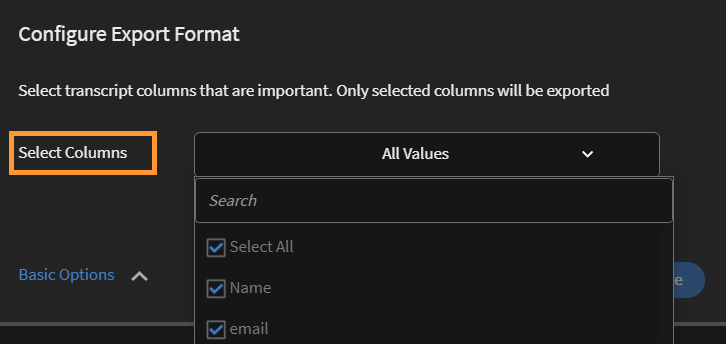 Configure Export Format
Select transcript columns that are important. Only selected columns will be exported
Select Columns
All Values
Search
Select All
Basic Options
Name
email